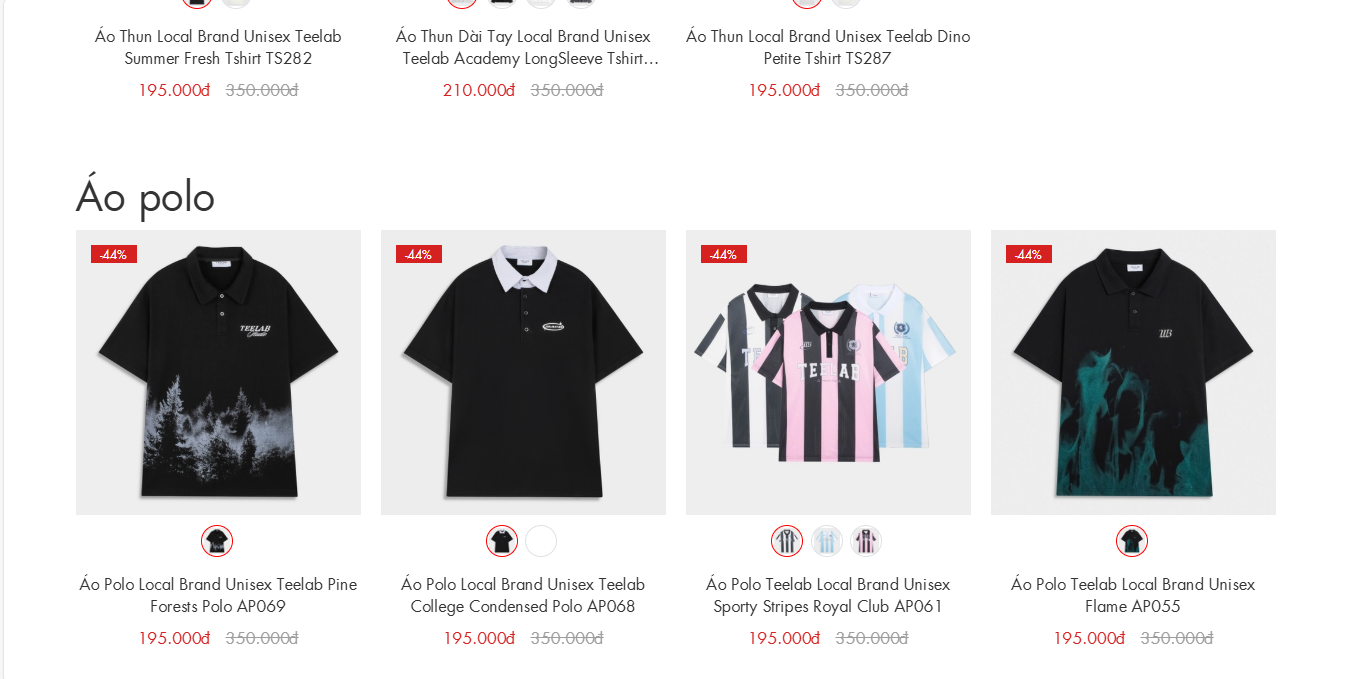 Áo Thun Local Brand Unisex Teelab
Summer Fresh Tshirt TS282
195.000đ 350.000đ
Áo Thun Dài Tay Local Brand Unisex
Teelab Academy LongSleeve Tshirt...
210.000đ 350.000đ
Áo Thun Local Brand Unisex Teelab Dino
Petite Tshirt TS287
195.000đ 350.000đ
Áo polo
-44%
TEELAB
Studio
-44%
-44%
TEELAB
-44%
Áo Polo Local Brand Unisex Teelab Pine
Forests Polo AP069
195.000đ 350.000đ
Áo Polo Local Brand Unisex Teelab
College Condensed Polo AP068
195.000đ 350.000đ
Áo Polo Teelab Local Brand Unisex
Sporty Stripes Royal Club AP061
195.000đ 350.000đ
Áo Polo Teelab Local Brand Unisex
Flame AP055
195.000đ 350.000đ